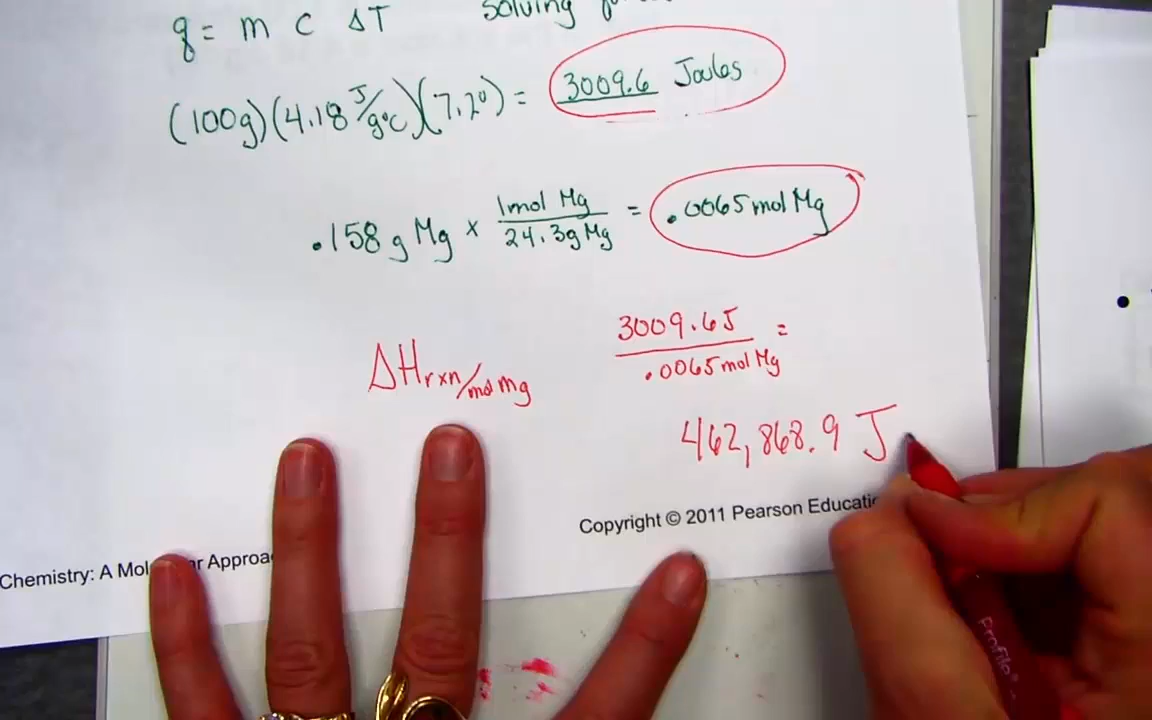 q = m c ΔT solving
(100g)(4.18 J/g°C)(7.2°) = 3009.6 Joules
.158 g Mg x 1mol Mg / 24.3g Mg = .0065 mol Mg
ΔHrxn/mol mg
3009.6J / .0065 mol Mg =
462,868.9 J
Copyright © 2011 Pearson Educatio
Chemistry: A Mol ar Approa
Profile